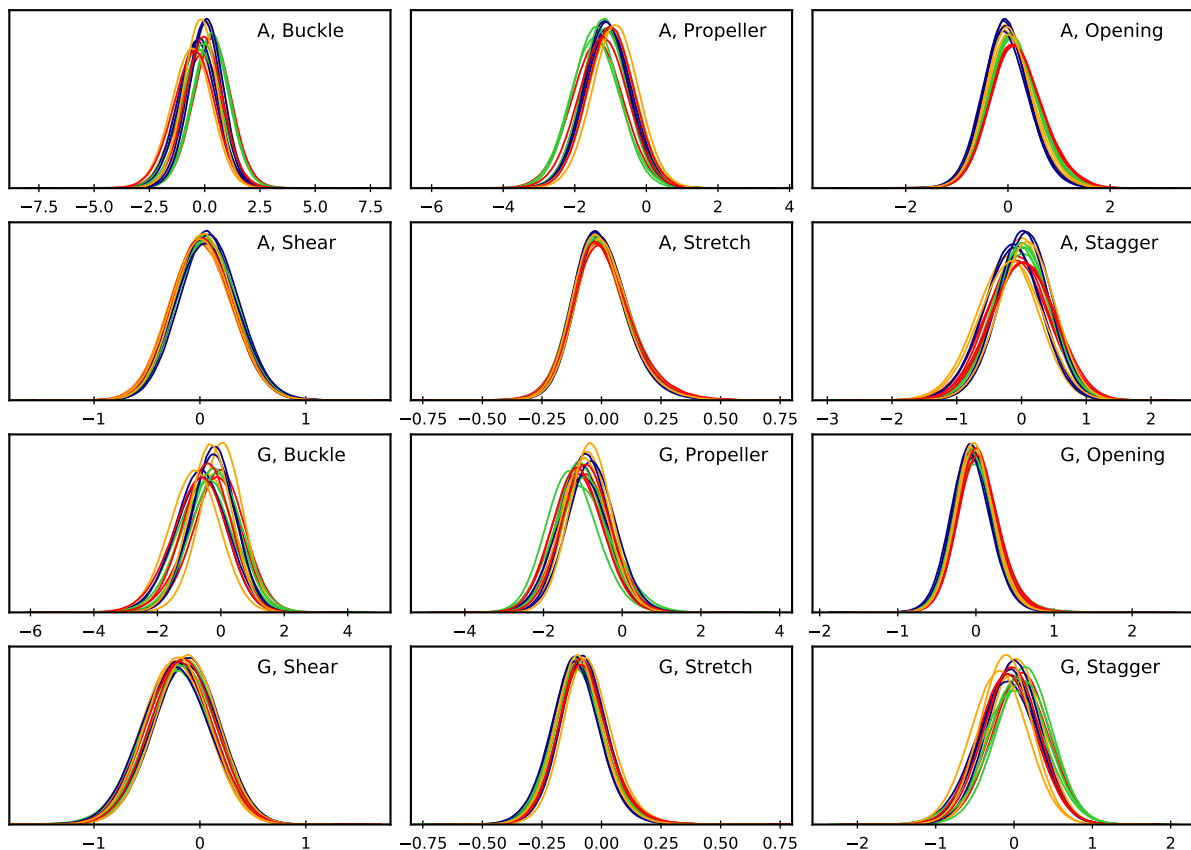 A, Buckle
−7.5 −5.0 −2.5 0.0 2.5 5.0 7.5
A, Propeller
−6 −4 −2 0 2 4
A, Opening
−2 0 2
A, Shear
−1 0 1
A, Stretch
−0.75 −0.50 −0.25 0.00 0.25 0.50 0.75
A, Stagger
−3 −2 −1 0 1 2
G, Buckle
−6 −4 −2 0 2 4
G, Propeller
−4 −2 0 2 4
G, Opening
−2 −1 0 1 2
G, Shear
−1 0 1
G, Stretch
−0.75 −0.50 −0.25 0.00 0.25 0.50 0.75
G, Stagger
−2 −1 0 1 2